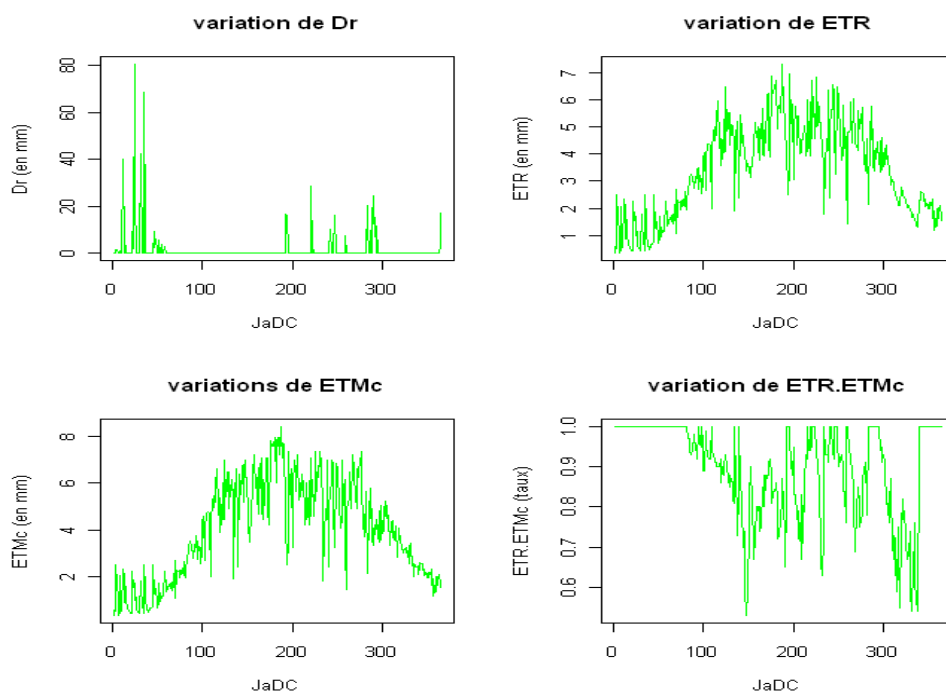 variation de Dr
Dr (en mm)
80
60
40
20
0
0 100 200 300
JaDC
variation de ETR
ETR (en mm)
7
6
5
4
3
2
1
0 100 200 300
JaDC
variations de ETMc
ETMc (en mm)
8
6
4
2
0 100 200 300
JaDC
variation de ETR.ETMc
ETR.ETMc (taux)
1.0
0.9
0.8
0.7
0.6
0 100 200 300
JaDC